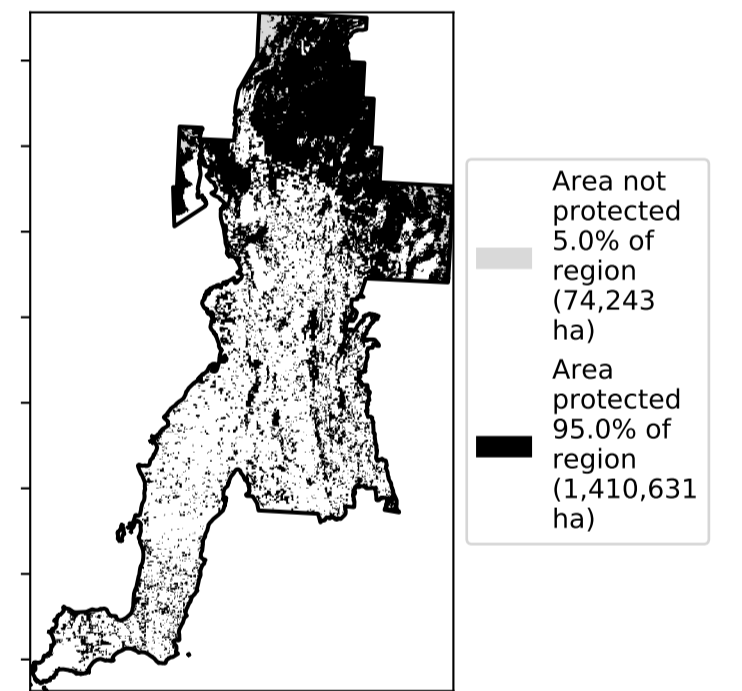 Area not
protected
5.0% of
region
(74,243
ha)
Area
protected
95.0% of
region
(1,410,631
ha)